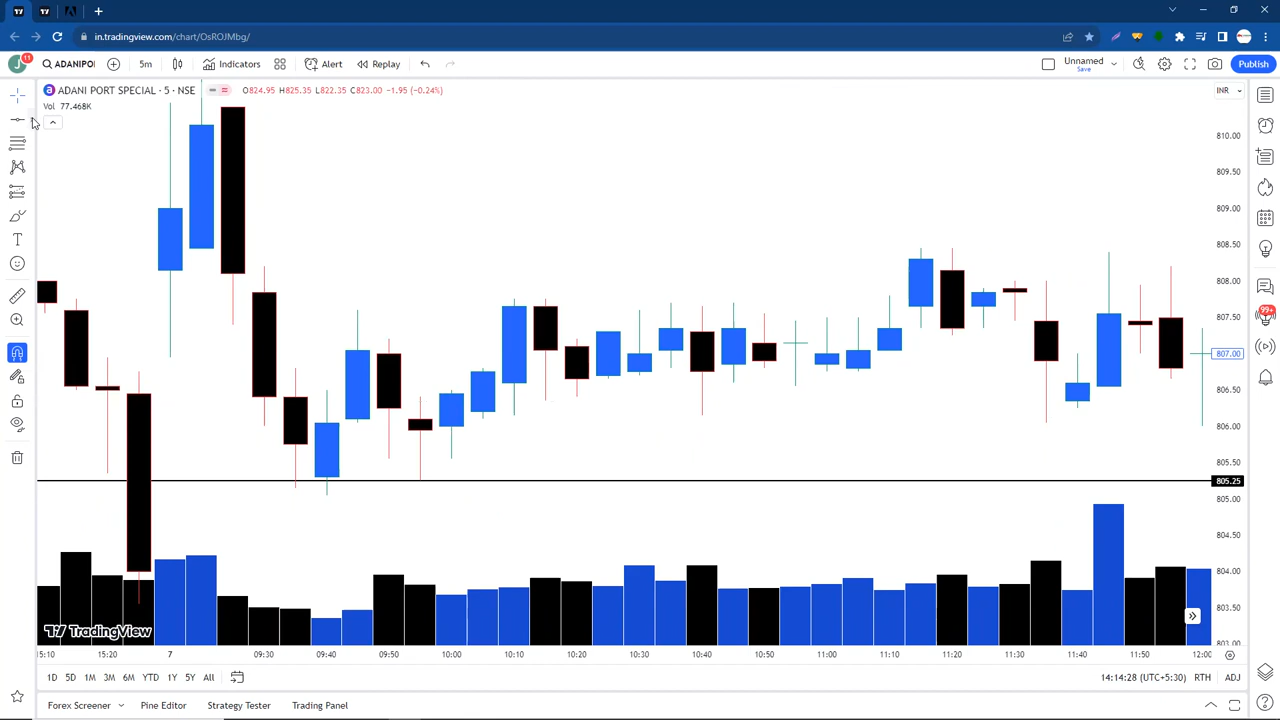 in.tradingview.com/chart/OsROJMbg/
J
11
ADANIPO
5m
Indicators
Alert
Replay
Unnamed
Save
Publish
a ADANI PORT SPECIAL · 5 · NSE
O824.95 H825.35 L822.35 C823.00 -1.95 (-0.24%)
INR
Vol 77.468K
810.00
809.50
809.00
808.50
808.00
807.50
807.00
806.50
806.00
805.50
805.25
805.00
804.50
804.00
803.50
803.00
99+
TradingView
15:10
15:20
7
09:30
09:40
09:50
10:00
10:10
10:20
10:30
10:40
10:50
11:00
11:10
11:20
11:30
11:40
11:50
12:00
1D 5D 1M 3M 6M YTD 1Y 5Y All
14:14:28 (UTC+5:30) RTH ADJ
Forex Screener
Pine Editor
Strategy Tester
Trading Panel